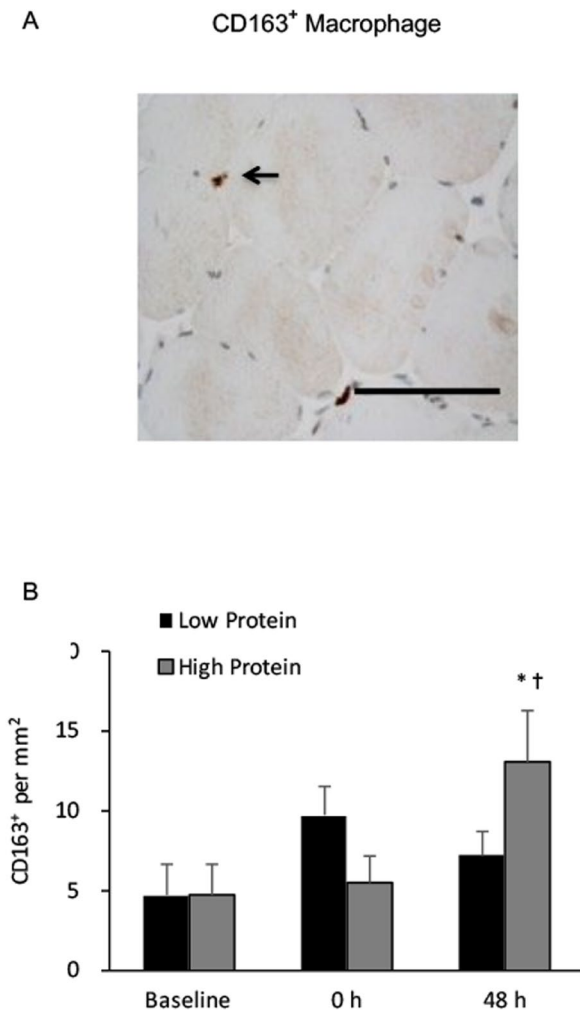 A
CD163⁺ Macrophage
B
Low Protein
High Protein
* †
15
10
5
0
CD163⁺ per mm²
Baseline 0 h 48 h